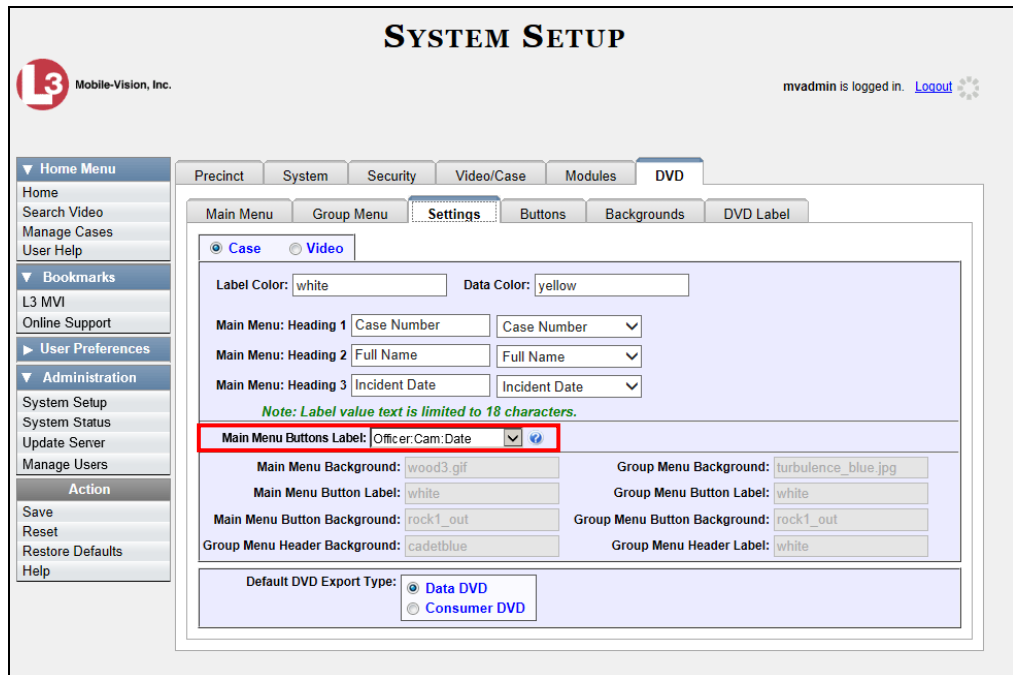 SYSTEM SETUP
L3 Mobile-Vision, Inc.
mvadmin is logged in. Logout
▼ Home Menu
Home
Search Video
Manage Cases
User Help
▼ Bookmarks
L3 MVI
Online Support
▶ User Preferences
▼ Administration
System Setup
System Status
Update Server
Manage Users
Action
Save
Reset
Restore Defaults
Help
Precinct System Security Video/Case Modules DVD
Main Menu Group Menu Settings Buttons Backgrounds DVD Label
Case Video
Label Color: white Data Color: yellow
Main Menu: Heading 1 Case Number Case Number
Main Menu: Heading 2 Full Name Full Name
Main Menu: Heading 3 Incident Date Incident Date
Note: Label value text is limited to 18 characters.
Main Menu Buttons Label: Officer:Cam:Date ?
Main Menu Background: wood3.gif Group Menu Background: turbulence_blue.jpg
Main Menu Button Label: white Group Menu Button Label: white
Main Menu Button Background: rock1_out Group Menu Button Background: rock1_out
Group Menu Header Background: cadetblue Group Menu Header Label: white
Default DVD Export Type: Data DVD
Consumer DVD